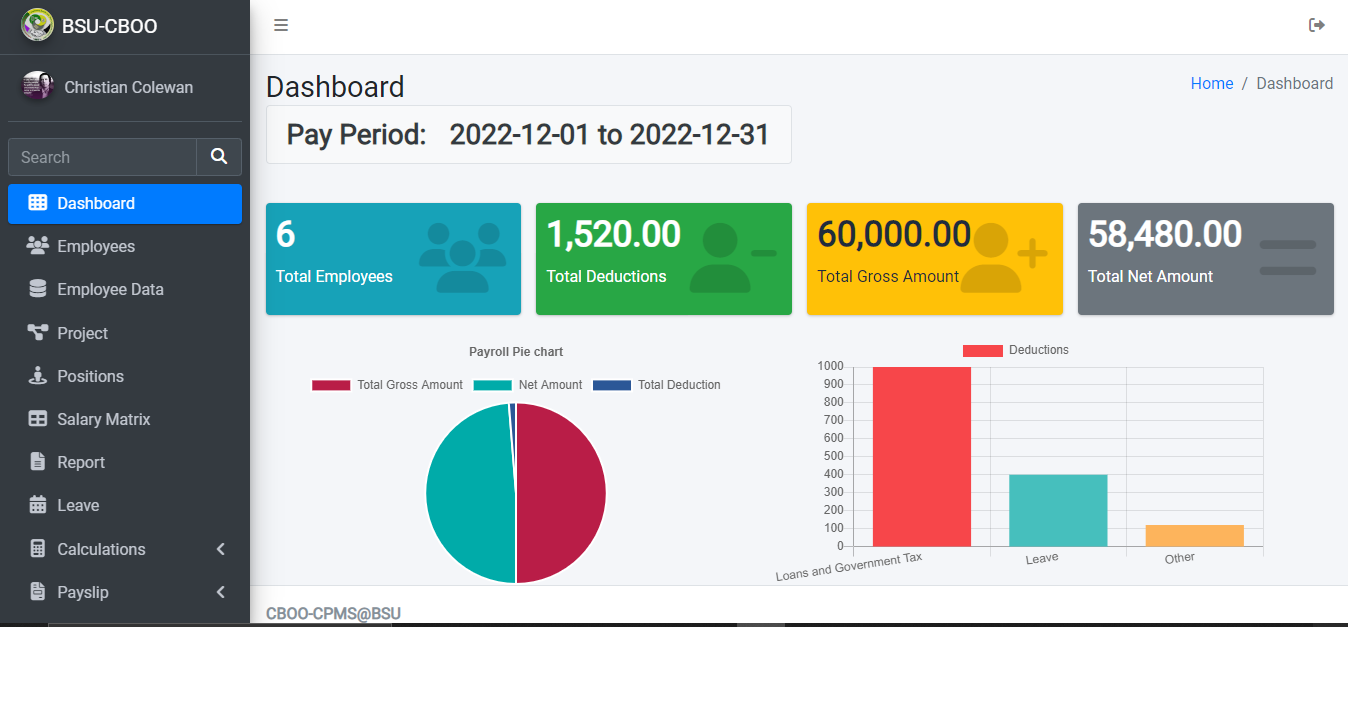 BSU-CBOO
Christian Colewan
Search
Dashboard
Employees
Employee Data
Project
Positions
Salary Matrix
Report
Leave
Calculations
Payslip
Dashboard
Home / Dashboard
Pay Period: 2022-12-01 to 2022-12-31
6
Total Employees
1,520.00
Total Deductions
60,000.00
Total Gross Amount
58,480.00
Total Net Amount
Payroll Pie chart
Total Gross Amount Net Amount Total Deduction
Deductions
1000
900
800
700
600
500
400
300
200
100
0
Loans and Government Tax Leave Other
CBOO-CPMS@BSU